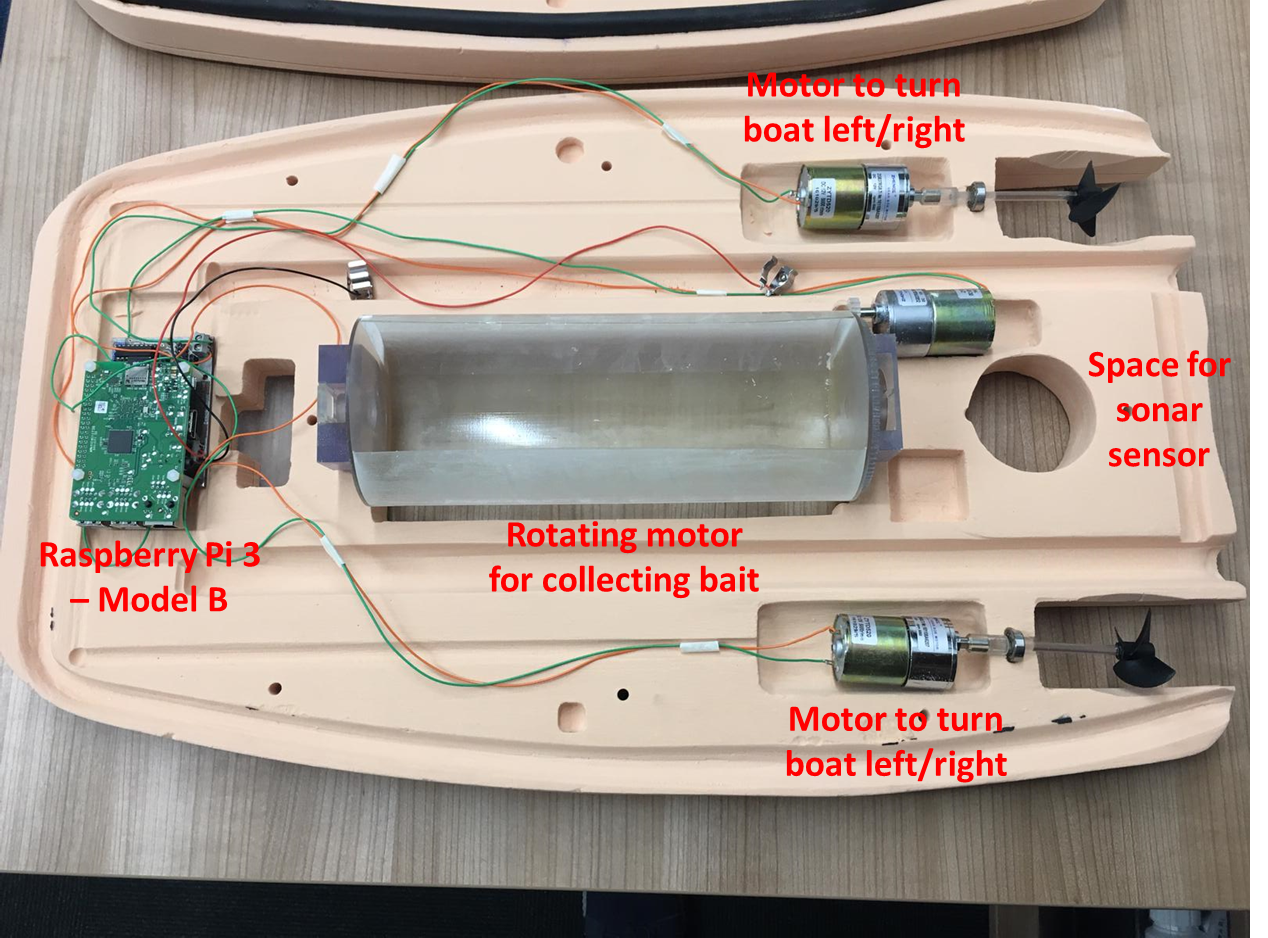 Motor to turn
boat left/right
Space for
sonar
sensor
Rotating motor
for collecting bait
Raspberry Pi 3
– Model B
Motor to turn
boat left/right